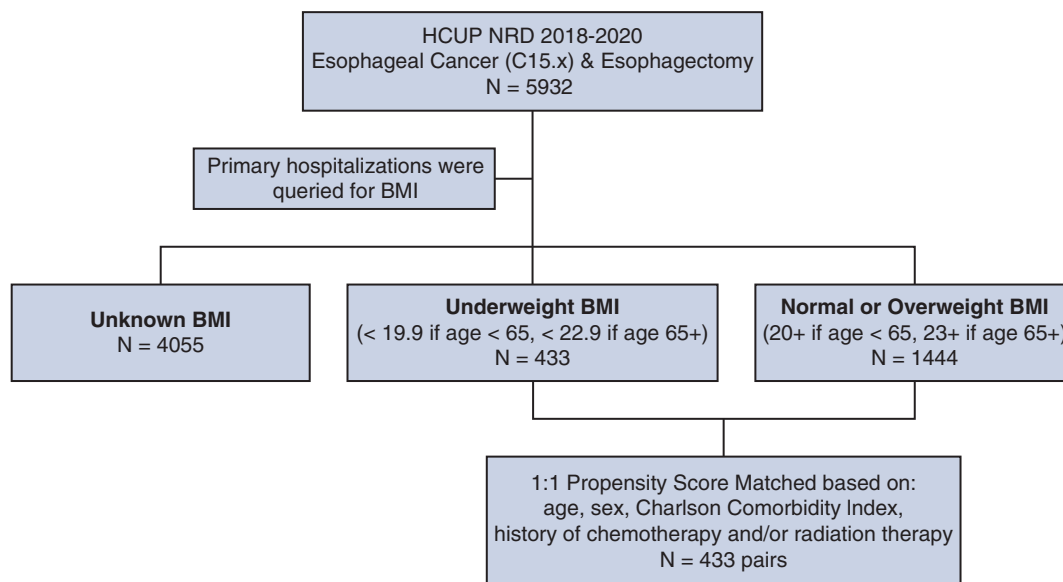 HCUP NRD 2018-2020
Esophageal Cancer (C15.x) & Esophagectomy
N = 5932
Primary hospitalizations were
queried for BMI
Unknown BMI
N = 4055
Underweight BMI
(< 19.9 if age < 65, < 22.9 if age 65+)
N = 433
Normal or Overweight BMI
(20+ if age < 65, 23+ if age 65+)
N = 1444
1:1 Propensity Score Matched based on:
age, sex, Charlson Comorbidity Index,
history of chemotherapy and/or radiation therapy
N = 433 pairs